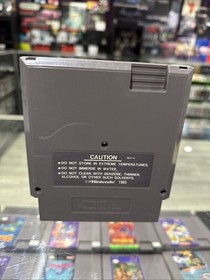 CAUTION
• DO NOT STORE IN EXTREME TEMPERATURES.
• DO NOT IMMERSE IN WATER.
• DO NOT CLEAN WITH BENZENE, THINNER,
ALCOHOL OR OTHER SUCH SOLVENTS.
©Nintendo 1985